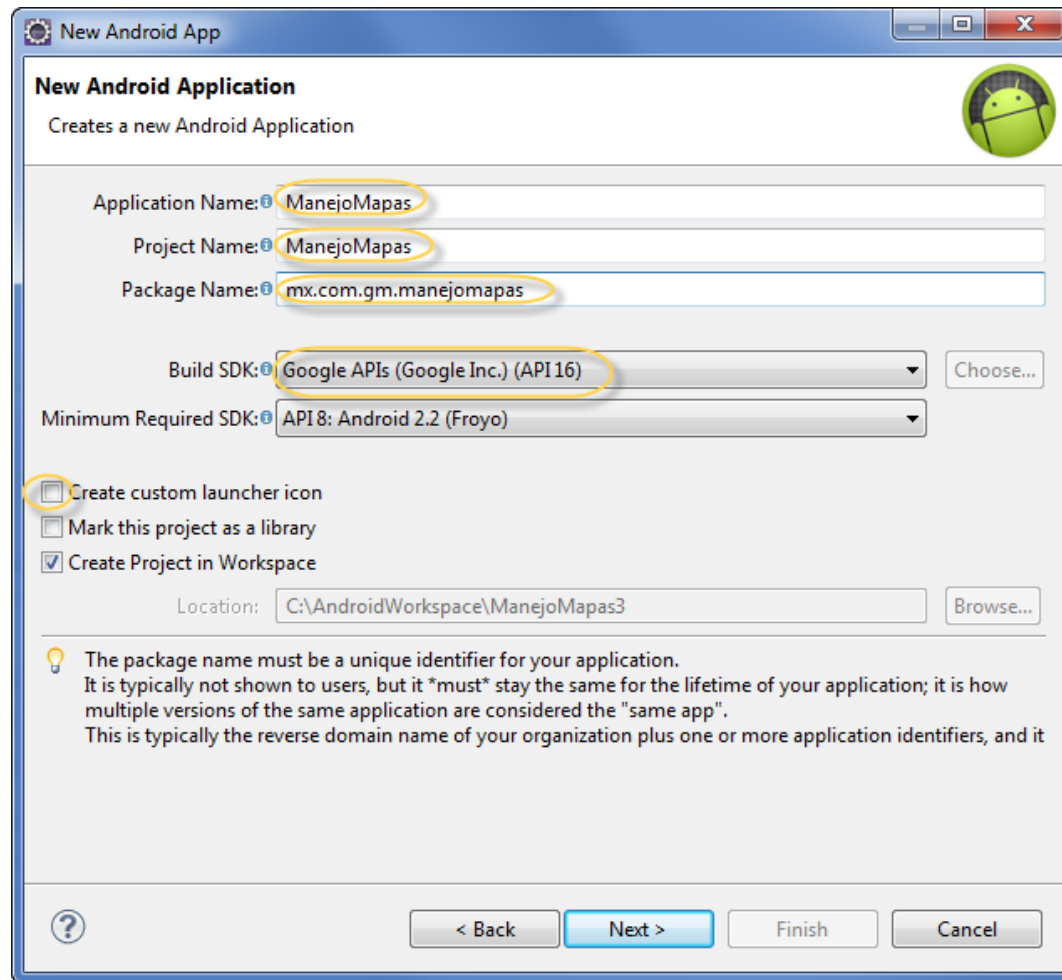 New Android App
New Android Application
Creates a new Android Application
Application Name: ManejoMapas
Project Name: ManejoMapas
Package Name: mx.com.gm.manejomapas
Build SDK: Google APIs (Google Inc.) (API 16) Choose...
Minimum Required SDK: API 8: Android 2.2 (Froyo)
Create custom launcher icon
Mark this project as a library
Create Project in Workspace
Location: C:\AndroidWorkspace\ManejoMapas3 Browse...
The package name must be a unique identifier for your application.
It is typically not shown to users, but it *must* stay the same for the lifetime of your application; it is how
multiple versions of the same application are considered the "same app".
This is typically the reverse domain name of your organization plus one or more application identifiers, and it
? < Back Next > Finish Cancel